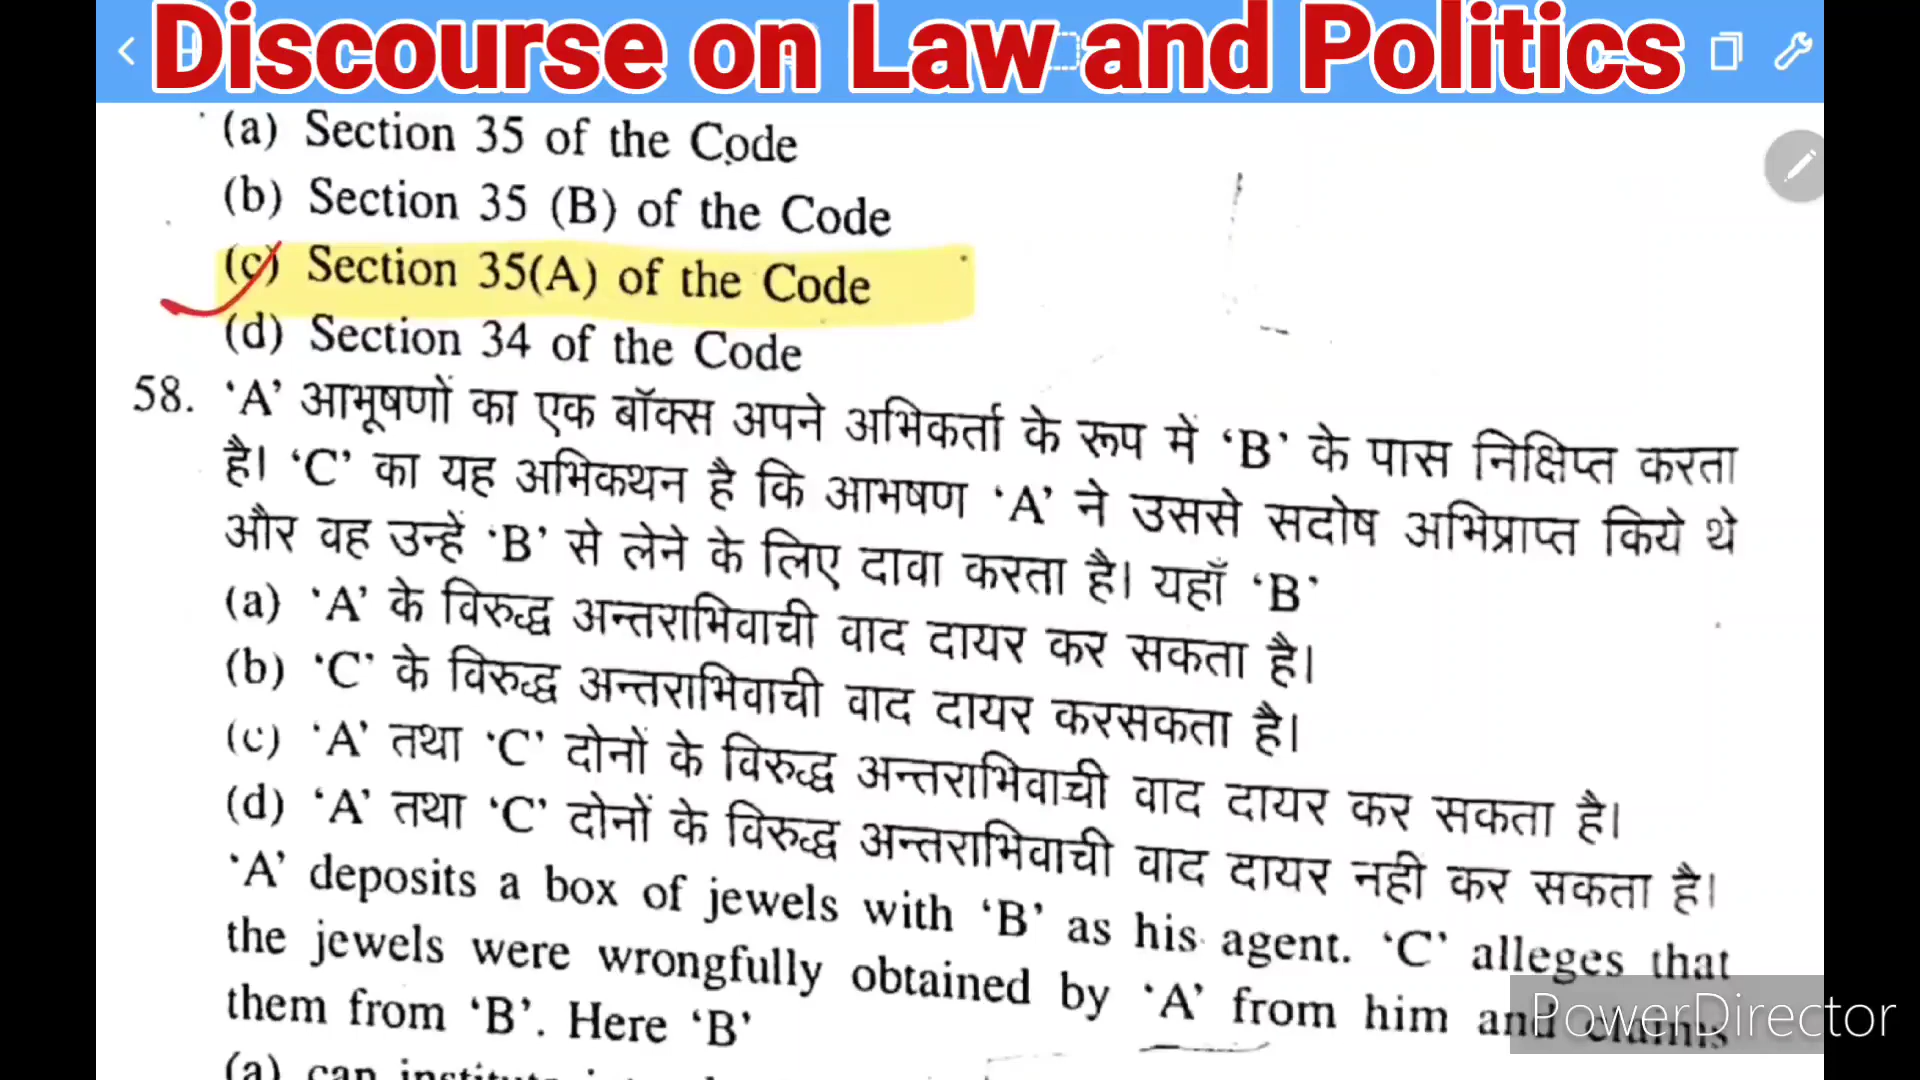 Discourse on Law and Politics
(a) Section 35 of the Code
(b) Section 35 (B) of the Code
(c) Section 35(A) of the Code
(d) Section 34 of the Code
58. ‘A’ आभूषणों का एक बॉक्स अपने अभिकर्ता के रूप में ‘B’ के पास निक्षिप्त करता
है। ‘C’ का यह अभिकथन है कि आभषण ‘A’ ने उससे सदोष अभिप्राप्त किये थे
और वह उन्हें ‘B’ से लेने के लिए दावा करता है। यहाँ ‘B’
(a) ‘A’ के विरुद्ध अन्तराभिवाची वाद दायर कर सकता है।
(b) ‘C’ के विरुद्ध अन्तराभिवाची वाद दायर करसकता है।
(c) ‘A’ तथा ‘C’ दोनों के विरुद्ध अन्तराभिवाची वाद दायर कर सकता है।
(d) ‘A’ तथा ‘C’ दोनों के विरुद्ध अन्तराभिवाची वाद दायर नही कर सकता है।
‘A’ deposits a box of jewels with ‘B’ as his agent. ‘C’ alleges that
the jewels were wrongfully obtained by ‘A’ from him and claims
them from ‘B’. Here ‘B’
(a) can
PowerDirector